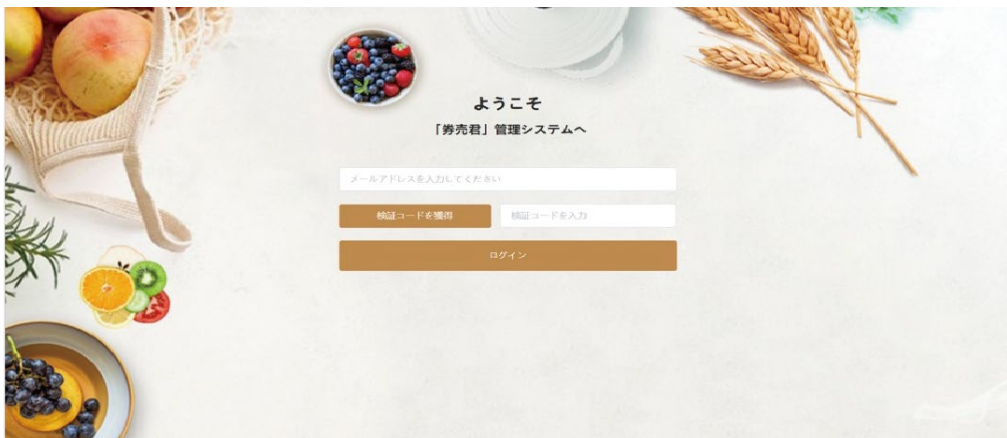 ようこそ
「券売君」管理システムへ
メールアドレスを入力してください
検証コードを獲得
検証コードを入力
ログイン